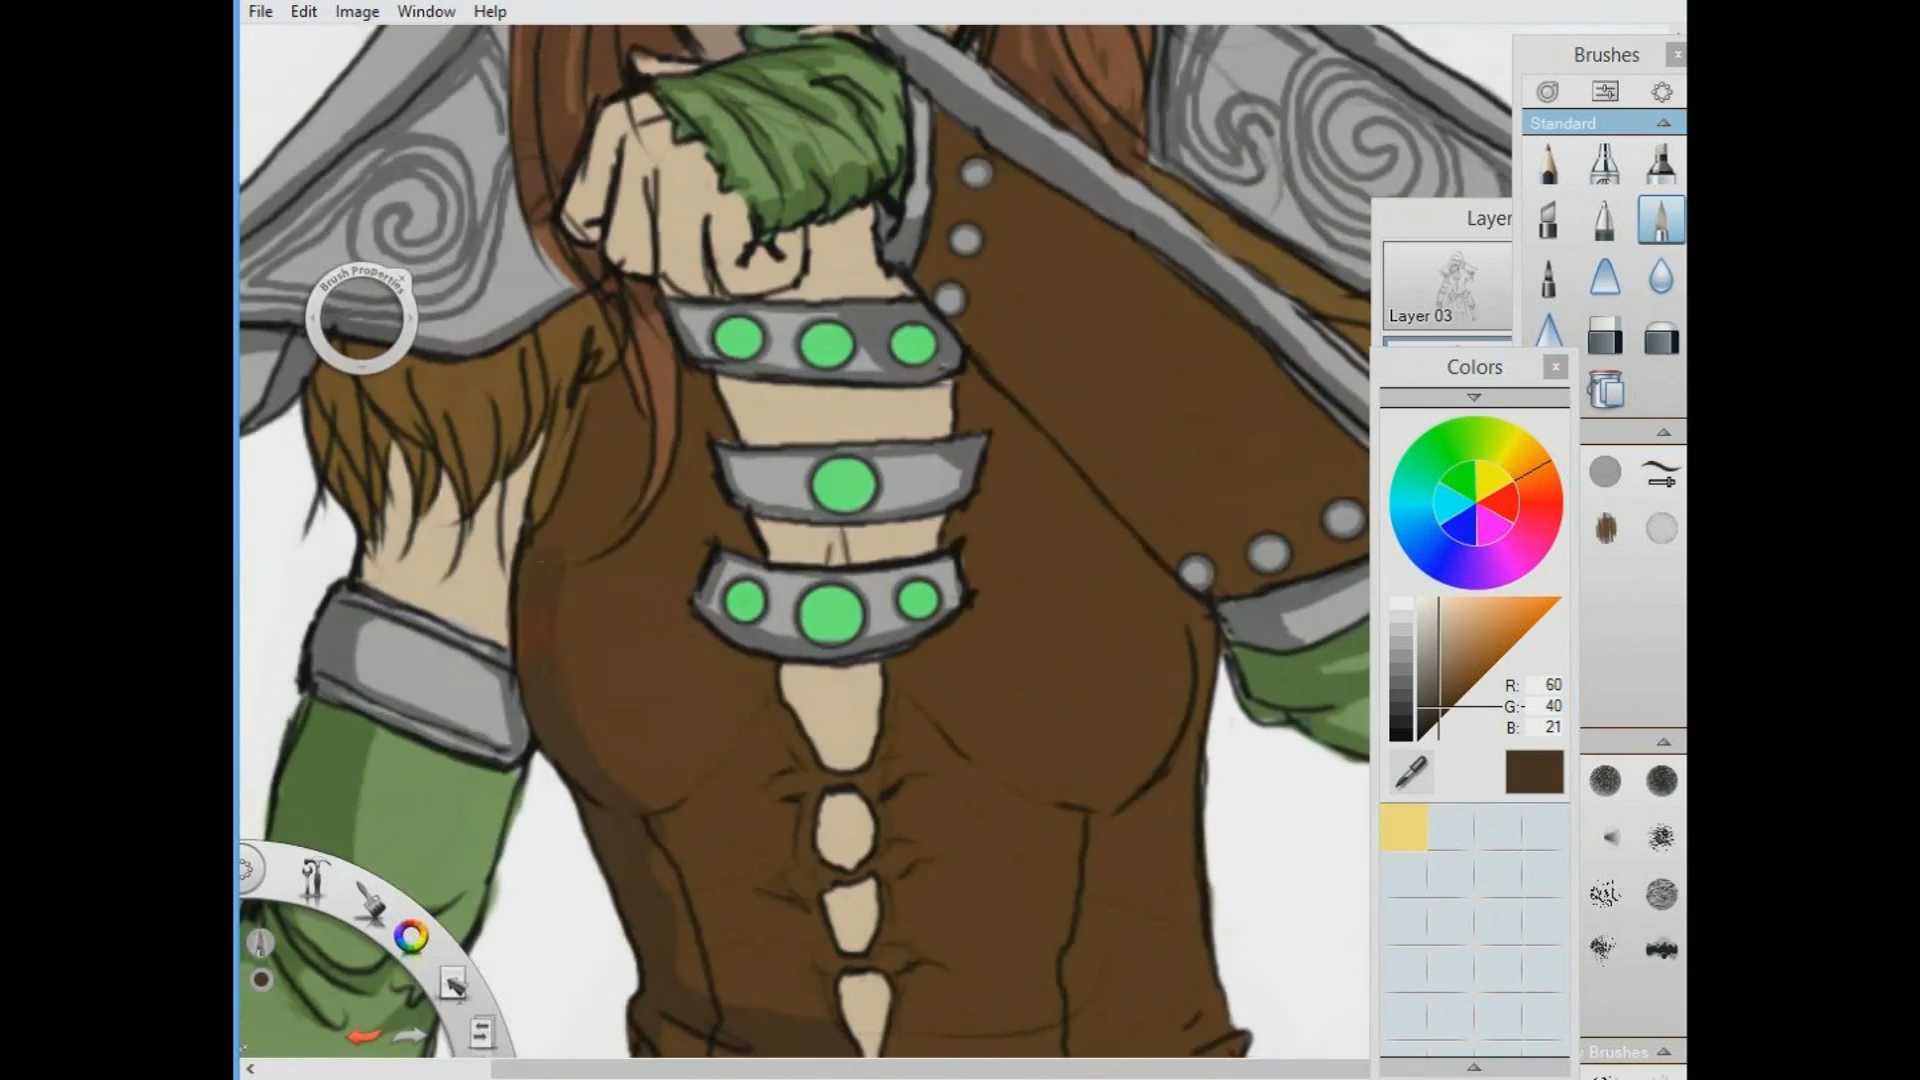 File Edit Image Window Help
Brushes
Standard
Brush Properties
Layer
Layer 03
Colors
R: 60
G: 40
B: 21
Brushes